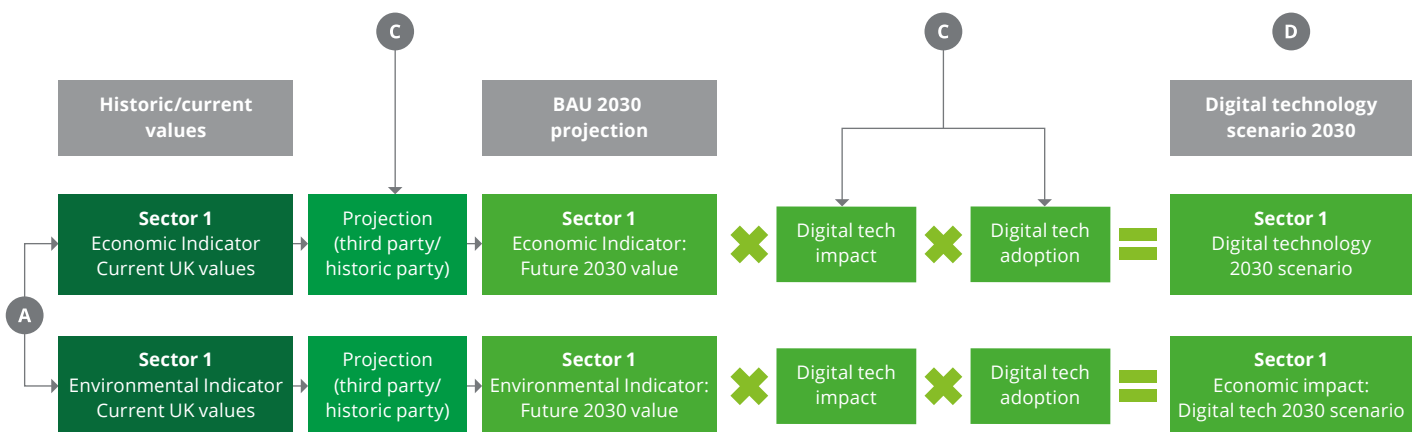 C
C
D
Historic/current
values
BAU 2030
projection
Digital technology
scenario 2030
Sector 1
Economic Indicator
Current UK values
Projection
(third party/
historic party)
Sector 1
Economic Indicator:
Future 2030 value
Digital tech
impact
Digital tech
adoption
Sector 1
Digital technology
2030 scenario
A
Sector 1
Environmental Indicator
Current UK values
Projection
(third party/
historic party)
Sector 1
Environmental Indicator:
Future 2030 value
Digital tech
impact
Digital tech
adoption
Sector 1
Economic impact:
Digital tech 2030 scenario